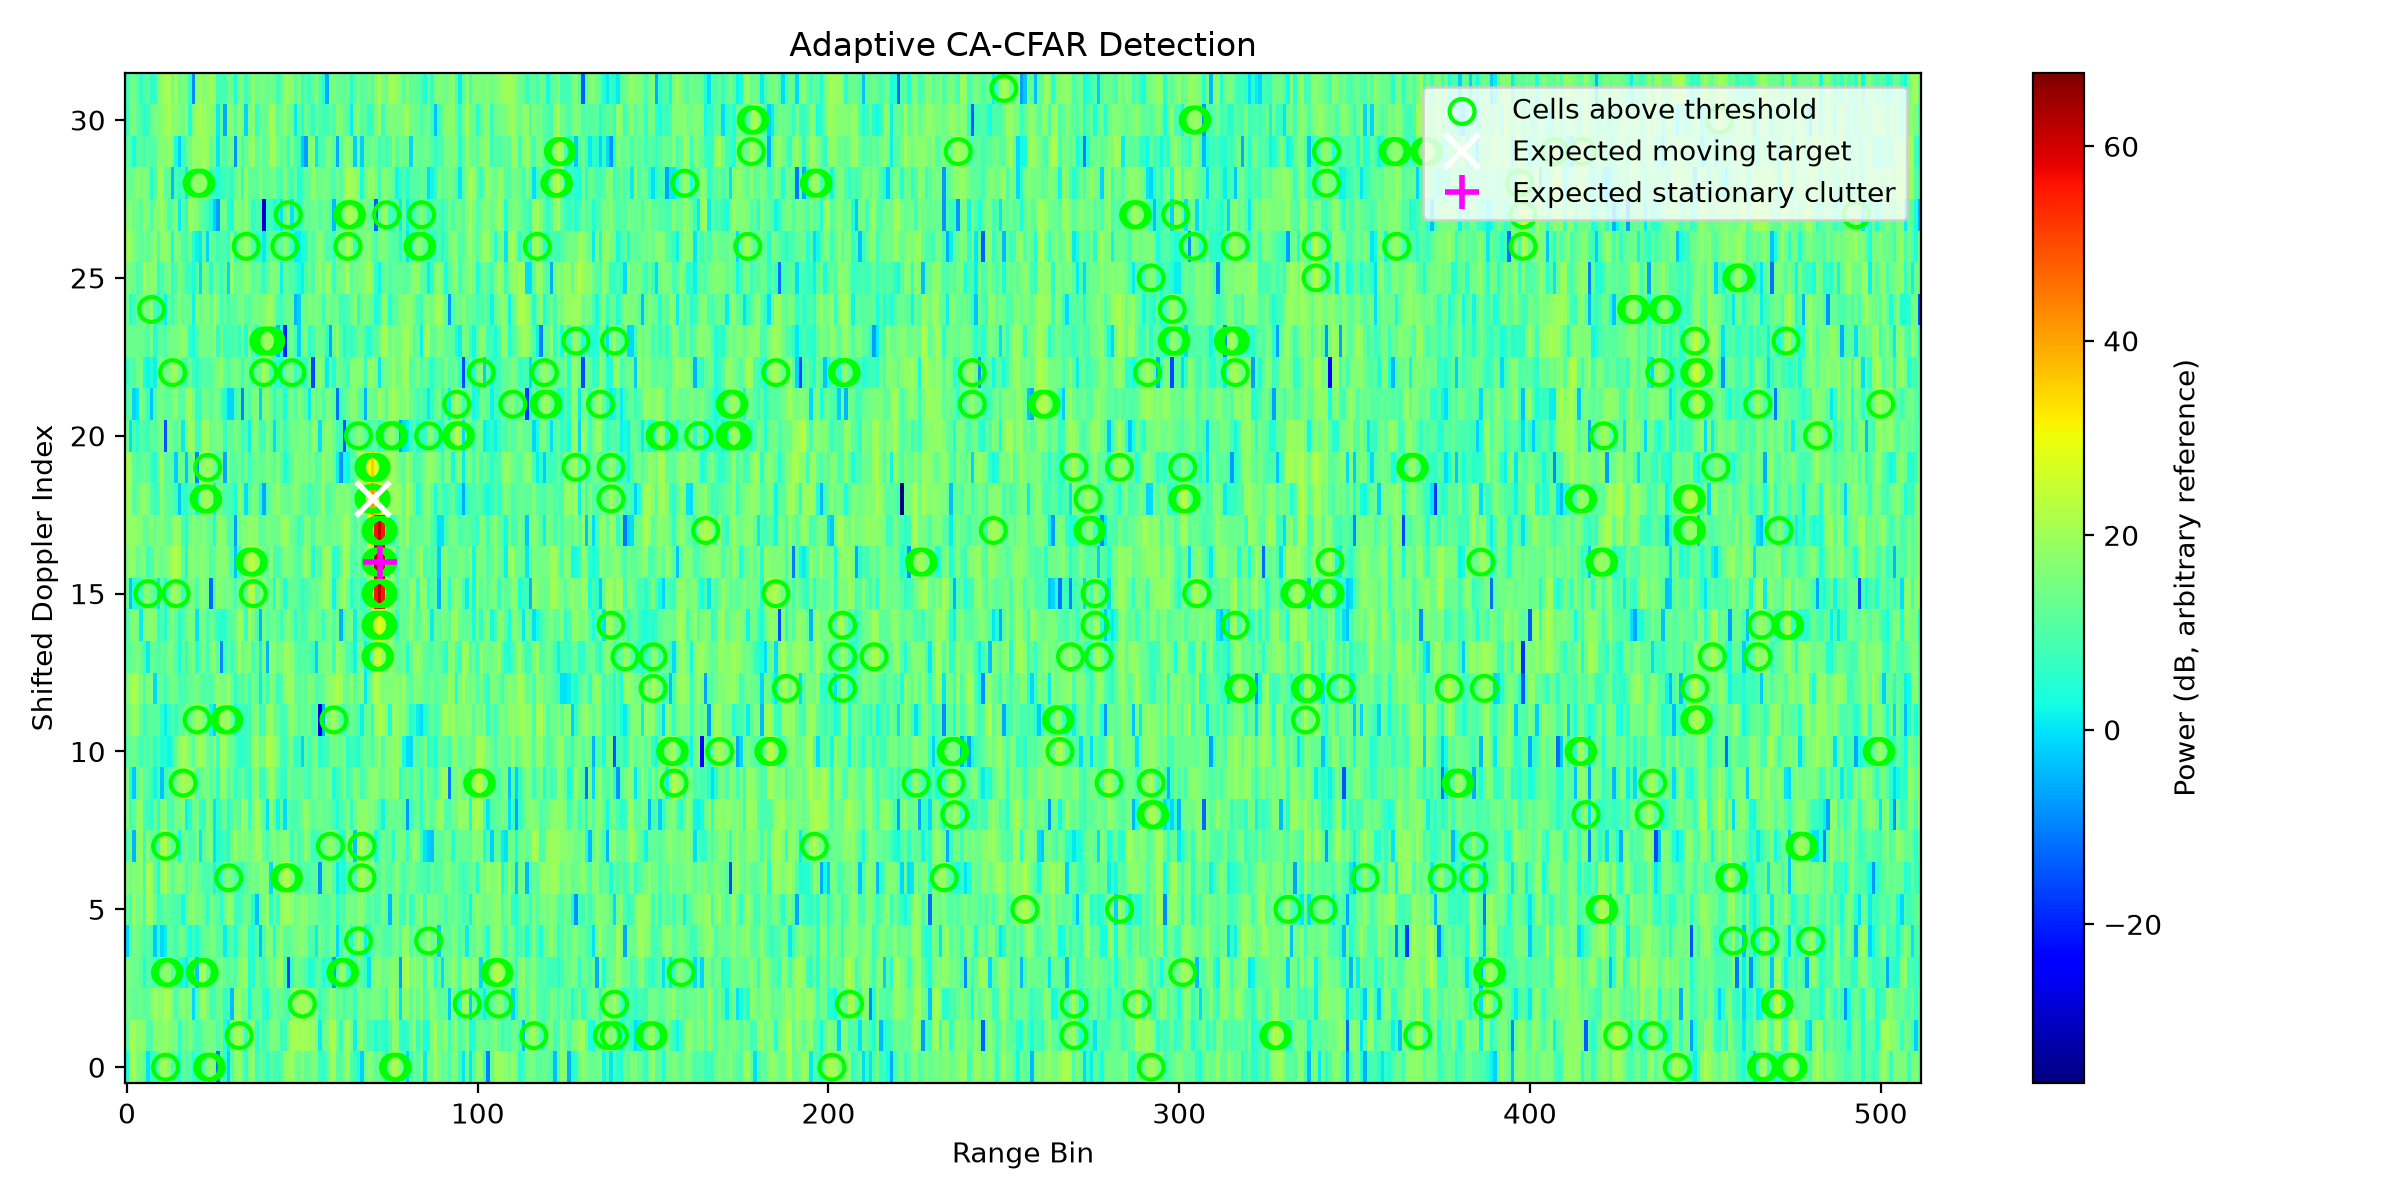 Adaptive CA-CFAR Detection
Cells above threshold
Expected moving target
Expected stationary clutter
Shifted Doppler Index
30
25
20
15
10
5
0
0
100
200
300
400
500
Range Bin
60
40
20
0
−20
Power (dB, arbitrary reference)